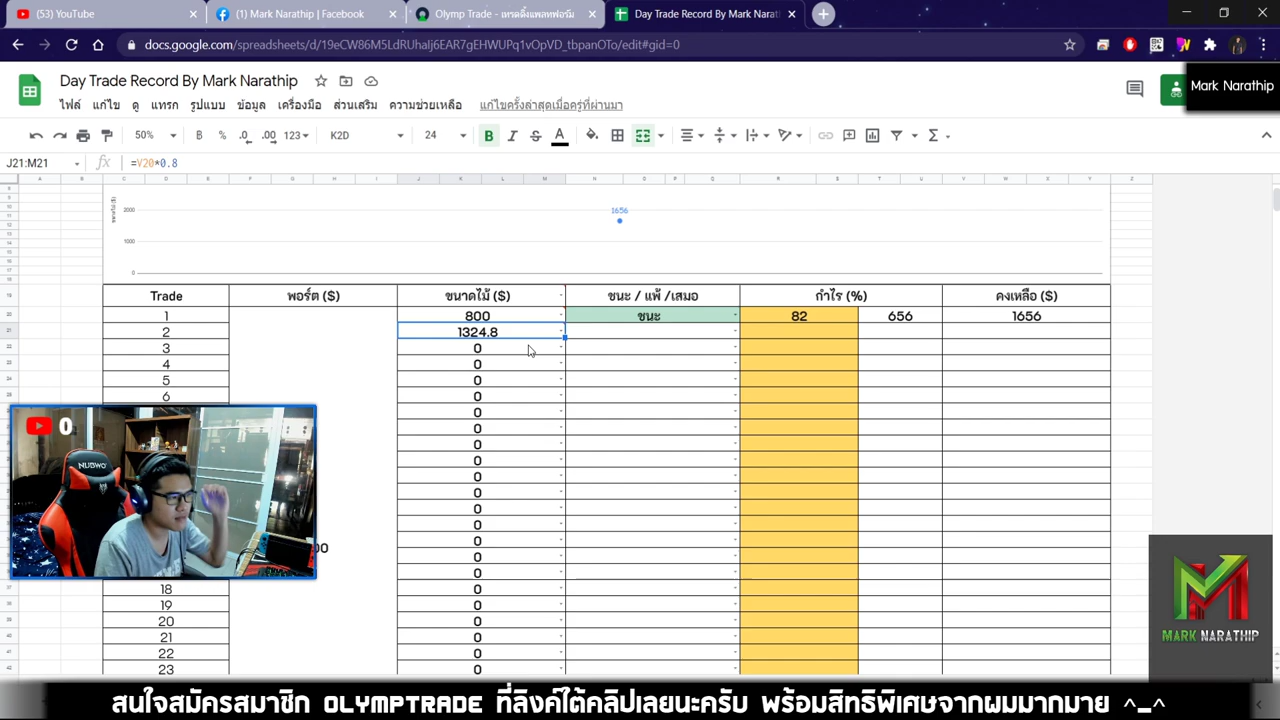 (53) YouTube
(1) Mark Narathip | Facebook
Olymp Trade - เทรดดิ้งแพลทฟอร์ม
Day Trade Record By Mark Narath
docs.google.com/spreadsheets/d/19eCW86M5LdRUhaIj6EAR7gEHWUPq1vOpVD_tbpanOTo/edit#gid=0
Day Trade Record By Mark Narathip
Mark Narathip
ไฟล์ แก้ไข ดู แทรก รูปแบบ ข้อมูล เครื่องมือ ส่วนเสริม ความช่วยเหลือ แก้ไขครั้งล่าสุดเมื่อครู่ที่ผ่านมา
50% ฿ % .0 .00 123 K2D 24 B I S A
J21:M21 fx =V20*0.8
A B C D E F G H I J K L M N O P Q R S T U V W X Y Z
2000
1656
1000
0
Trade พอร์ต ($) ขนาดไม้ ($) ชนะ / แพ้ /เสมอ กำไร (%) คงเหลือ ($)
1 800 ชนะ 82 656 1656
2 1324.8
3 0
4 0
5 0
6 0
0
0
0
0
0
0
0
0
00 0
0
18 0
19 0
20 0
21 0
22 0
23 0
0
NUBWO
MARK NARATHIP
สนใจสมัครสมาชิก OLYMPTRADE ที่ลิงค์ใต้คลิปเลยนะครับ พร้อมสิทธิพิเศษจากผมมากมาย ^_^